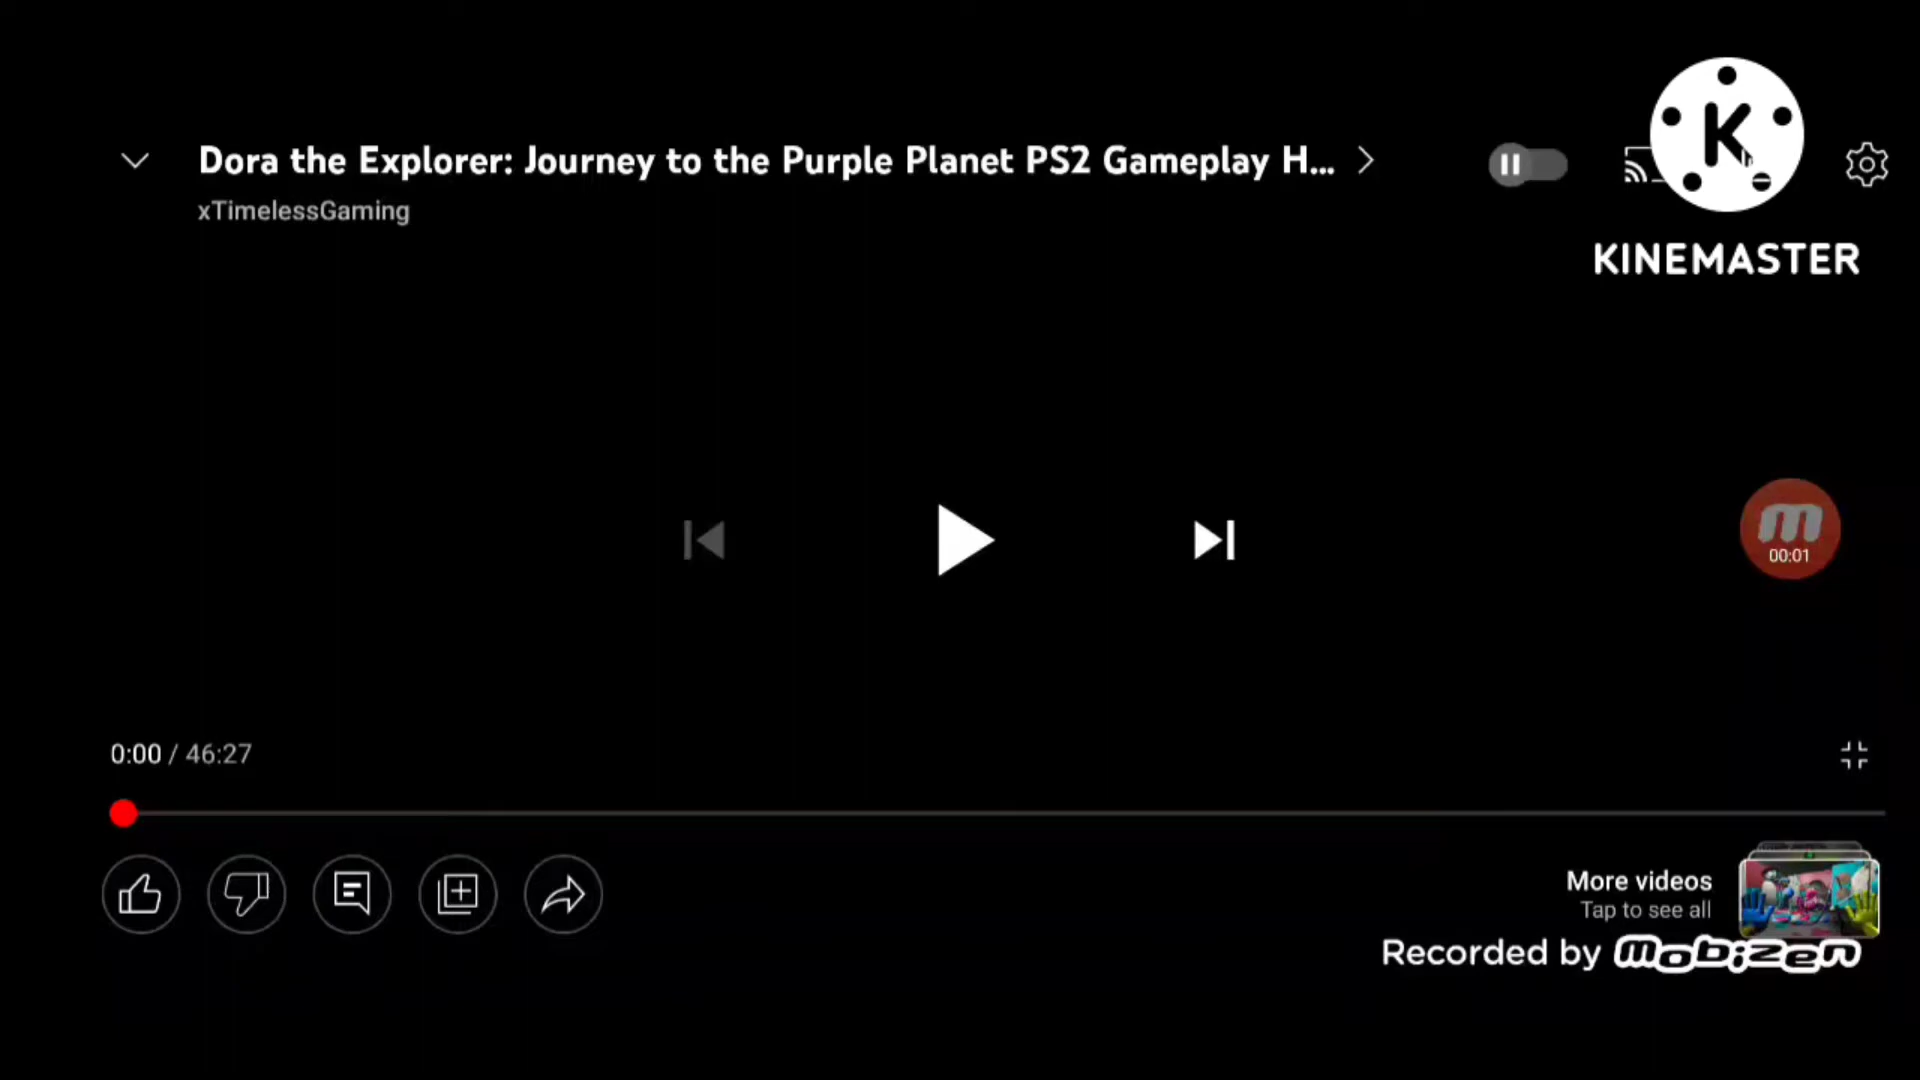 Dora the Explorer: Journey to the Purple Planet PS2 Gameplay H...
xTimelessGaming
K
KINEMASTER
m
00:01
0:00 / 46:27
More videos
Tap to see all
Recorded by mobizen